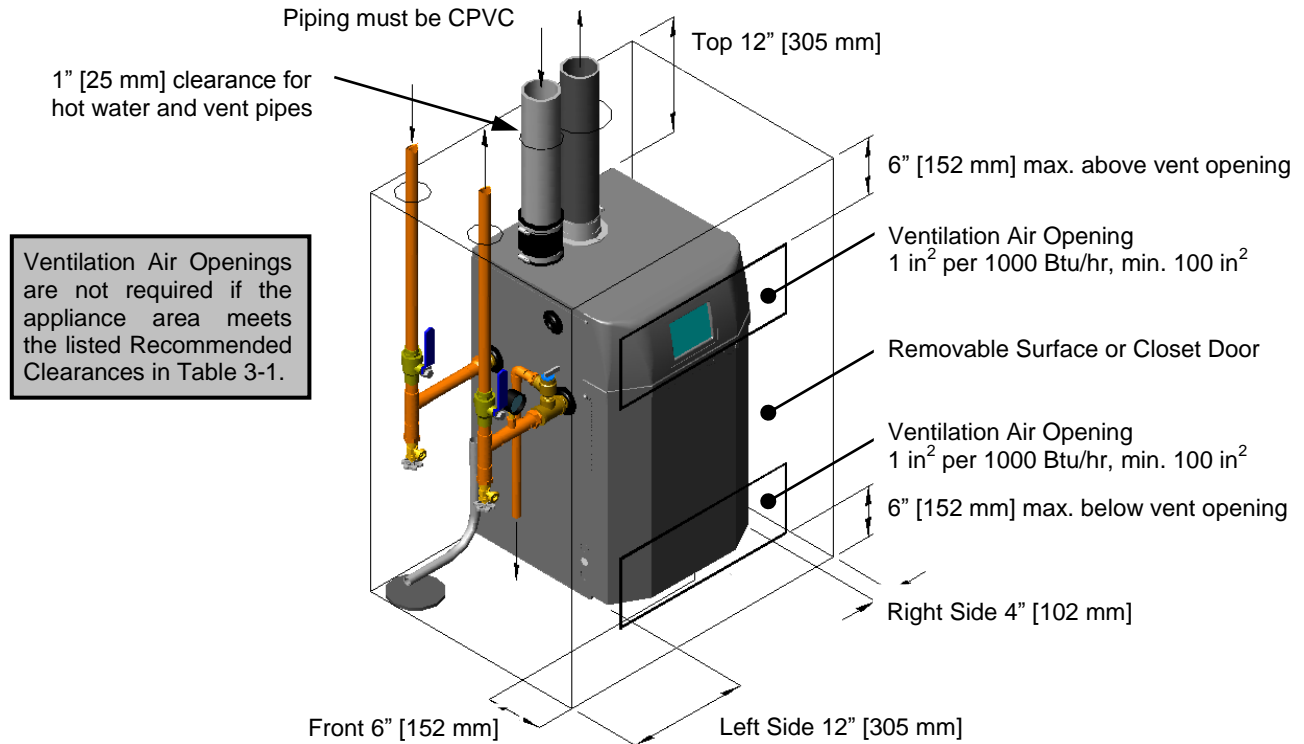 Piping must be CPVC
Top 12” [305 mm]
1” [25 mm] clearance for
hot water and vent pipes
6” [152 mm] max. above vent opening
Ventilation Air Openings
are not required if the
appliance area meets
the listed Recommended
Clearances in Table 3-1.
Ventilation Air Opening
1 in² per 1000 Btu/hr, min. 100 in²
Removable Surface or Closet Door
Ventilation Air Opening
1 in² per 1000 Btu/hr, min. 100 in²
6” [152 mm] max. below vent opening
Right Side 4” [102 mm]
Front 6” [152 mm]
Left Side 12” [305 mm]